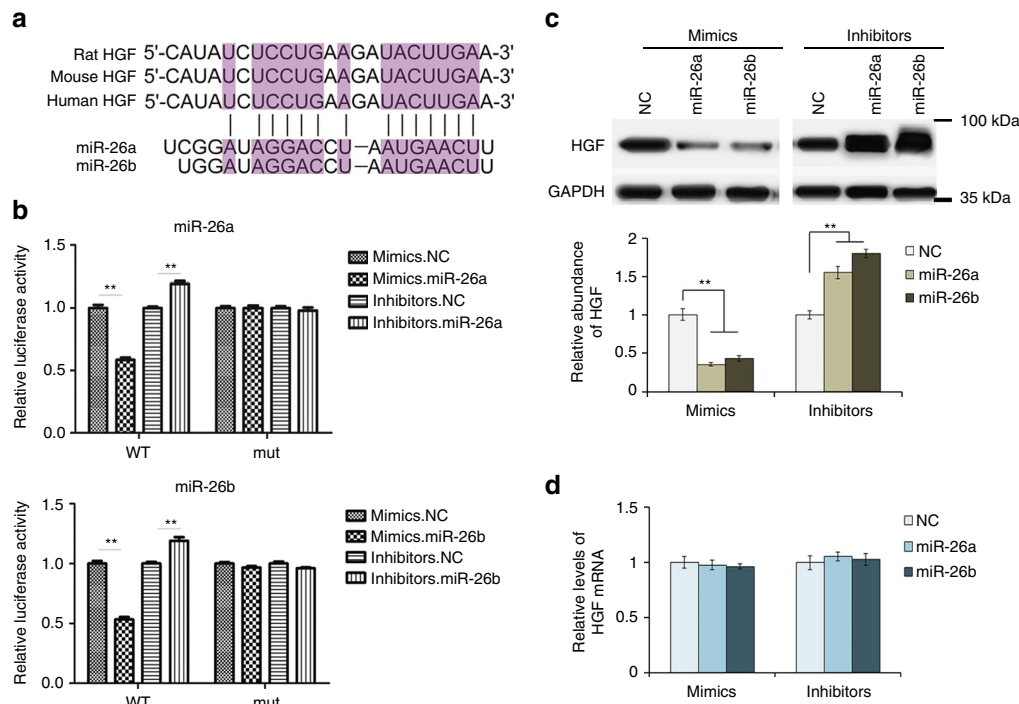 a
Rat HGF 5'-CAUAUCUCCUGAAGAUACUUGAA-3'
Mouse HGF 5'-CAUAUCUCCUGAAGAUACUUGAA-3'
Human HGF 5'-CAUAUCUCCUGAAGAUACUUGAA-3'
miR-26a UCGGAUAGGACCU—AAUGAACUU
miR-26b UGGAUAGGACCU—AAUGAACUU
b
miR-26a
Relative luciferase activity
1.5
1.0
0.5
0.0
**
**
WT
mut
Mimics.NC
Mimics.miR-26a
Inhibitors.NC
Inhibitors.miR-26a
miR-26b
Relative luciferase activity
1.5
1.0
0.5
0.0
**
**
WT
mut
Mimics.NC
Mimics.miR-26b
Inhibitors.NC
Inhibitors.miR-26b
c
Mimics
Inhibitors
NC
miR-26a
miR-26b
NC
miR-26a
miR-26b
HGF
GAPDH
100 kDa
35 kDa
Relative abundance
of HGF
2
1.5
1
0.5
0
**
**
Mimics
Inhibitors
NC
miR-26a
miR-26b
d
Relative levels of
HGF mRNA
1.5
1
0.5
0
Mimics
Inhibitors
NC
miR-26a
miR-26b